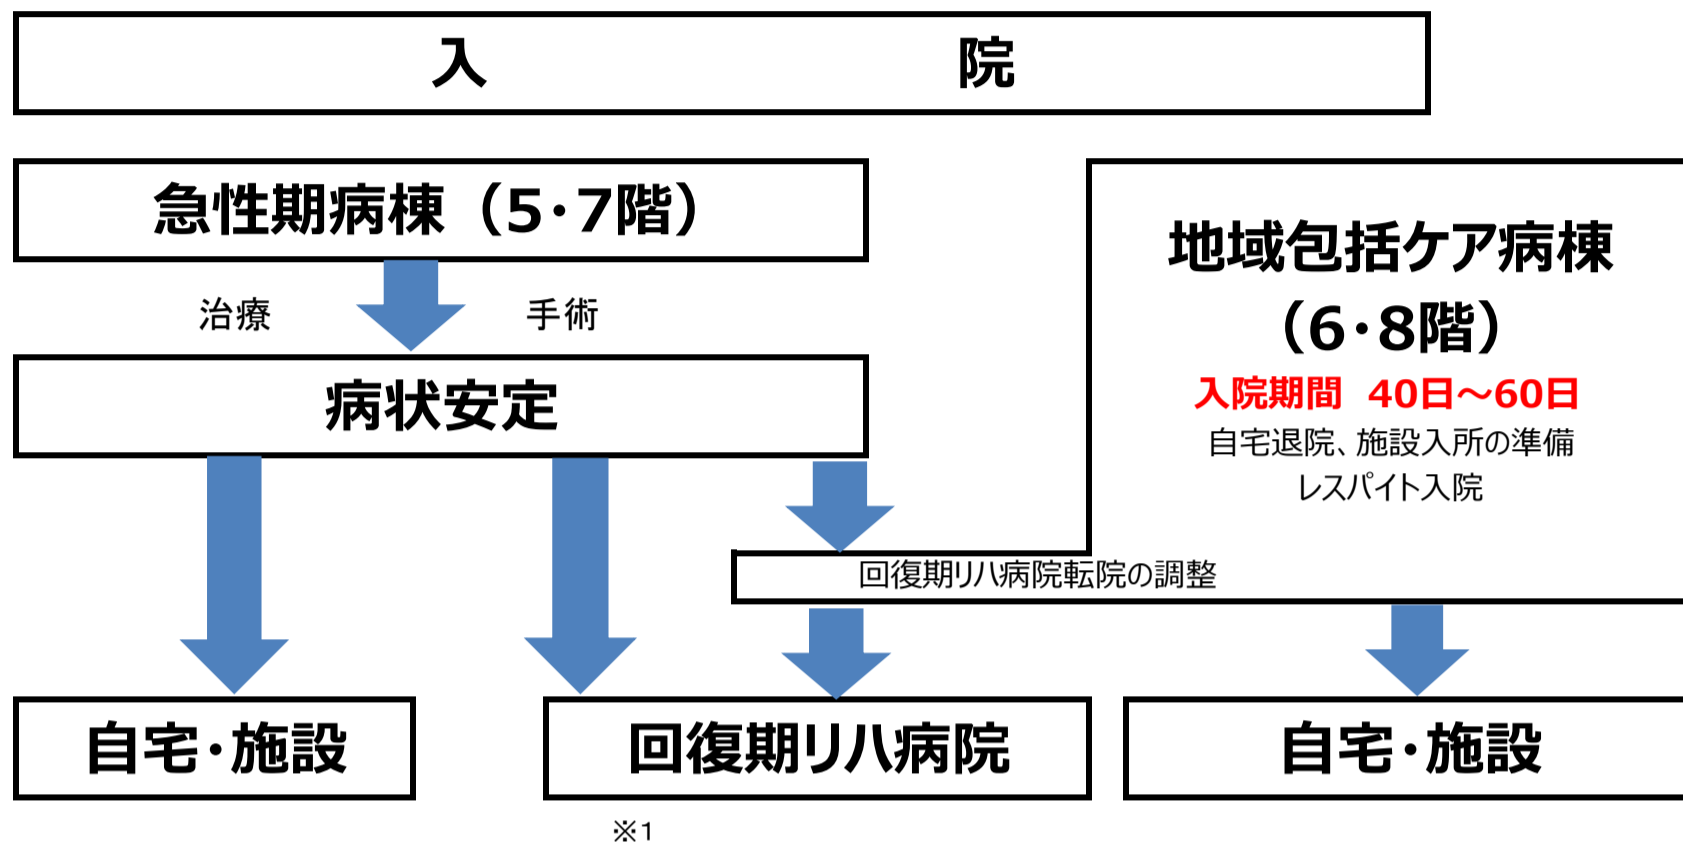 入　院
急性期病棟（5・7階）
治療　手術
病状安定
地域包括ケア病棟
（6・8階）
入院期間 40日～60日
自宅退院、施設入所の準備
レスパイト入院
回復期リハ病院転院の調整
自宅・施設
回復期リハ病院
自宅・施設
※1